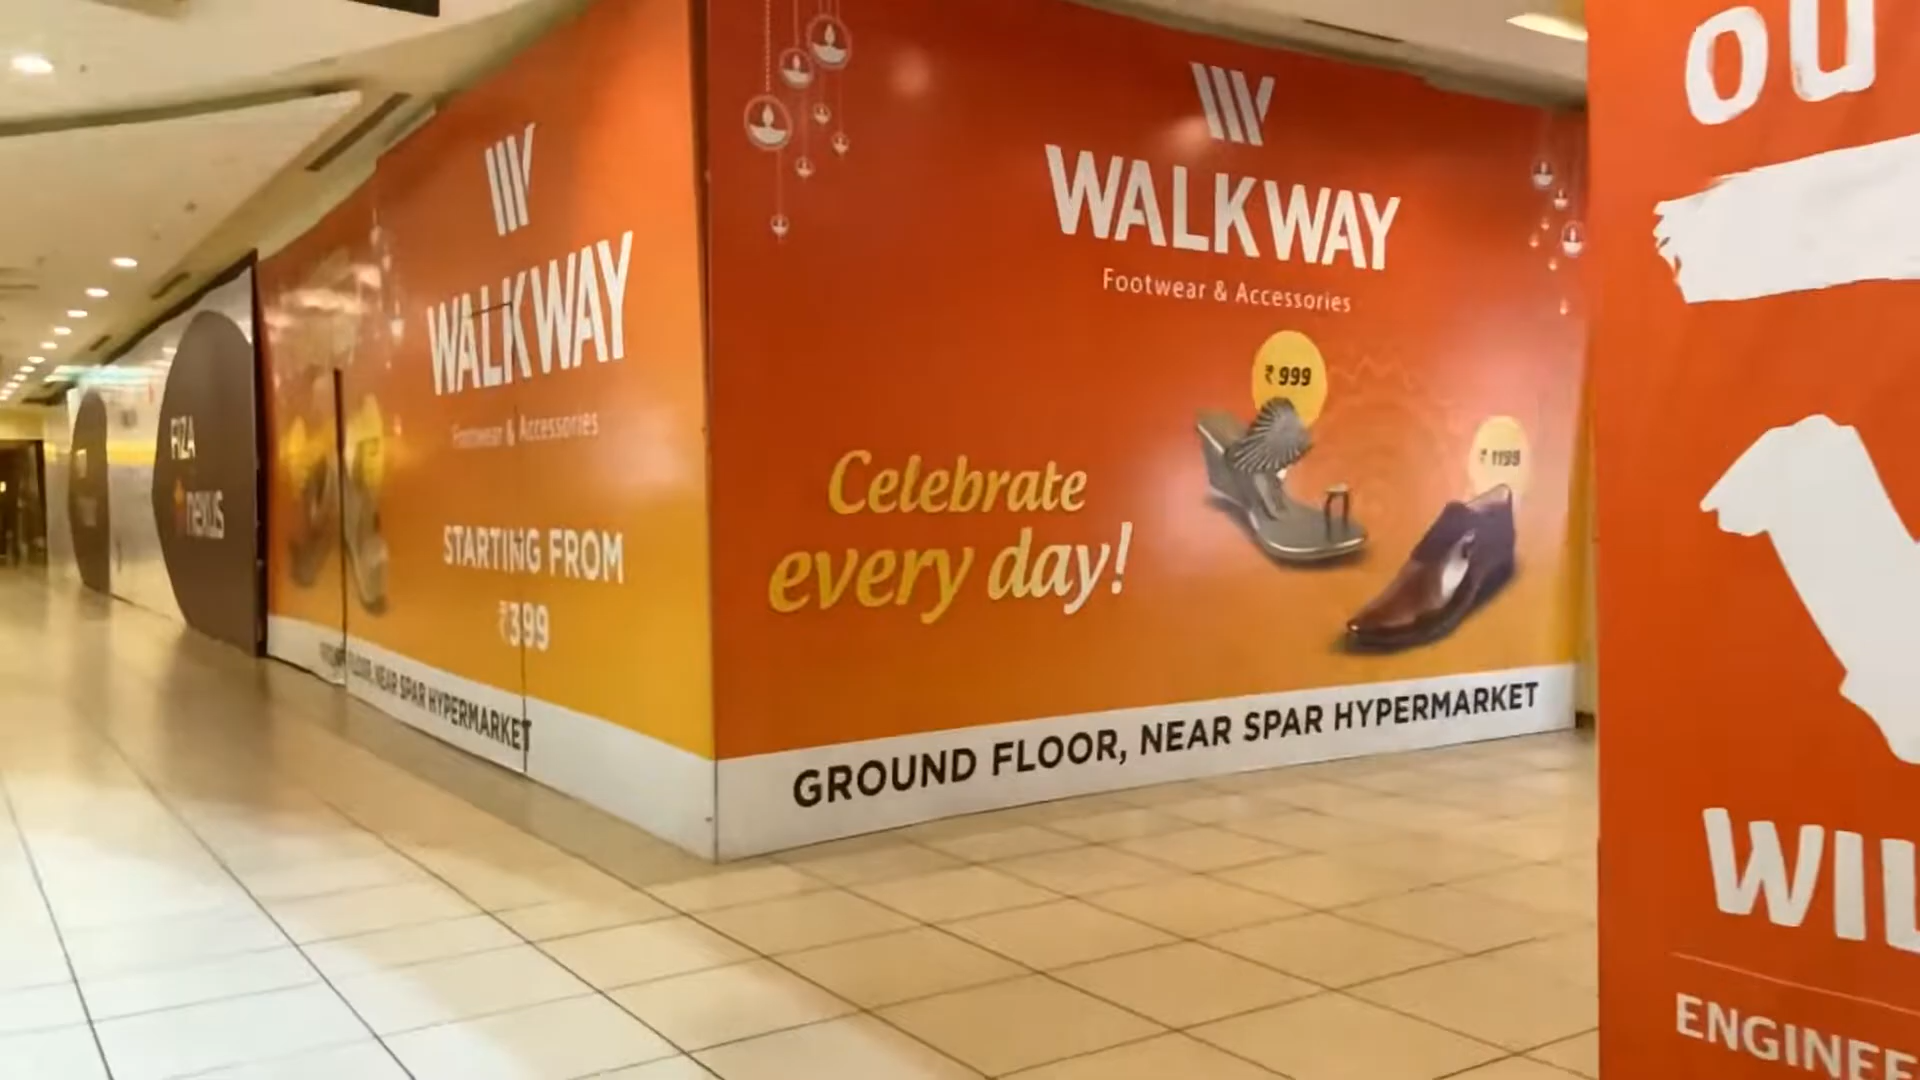 FIZA
nexus
WALKWAY
Footwear & Accessories
STARTING FROM
₹399
FLOOR, NEAR SPAR HYPERMARKET
WALKWAY
Footwear & Accessories
₹ 999
₹ 1199
Celebrate
every day!
GROUND FLOOR, NEAR SPAR HYPERMARKET
OU
WIL
ENGINEE